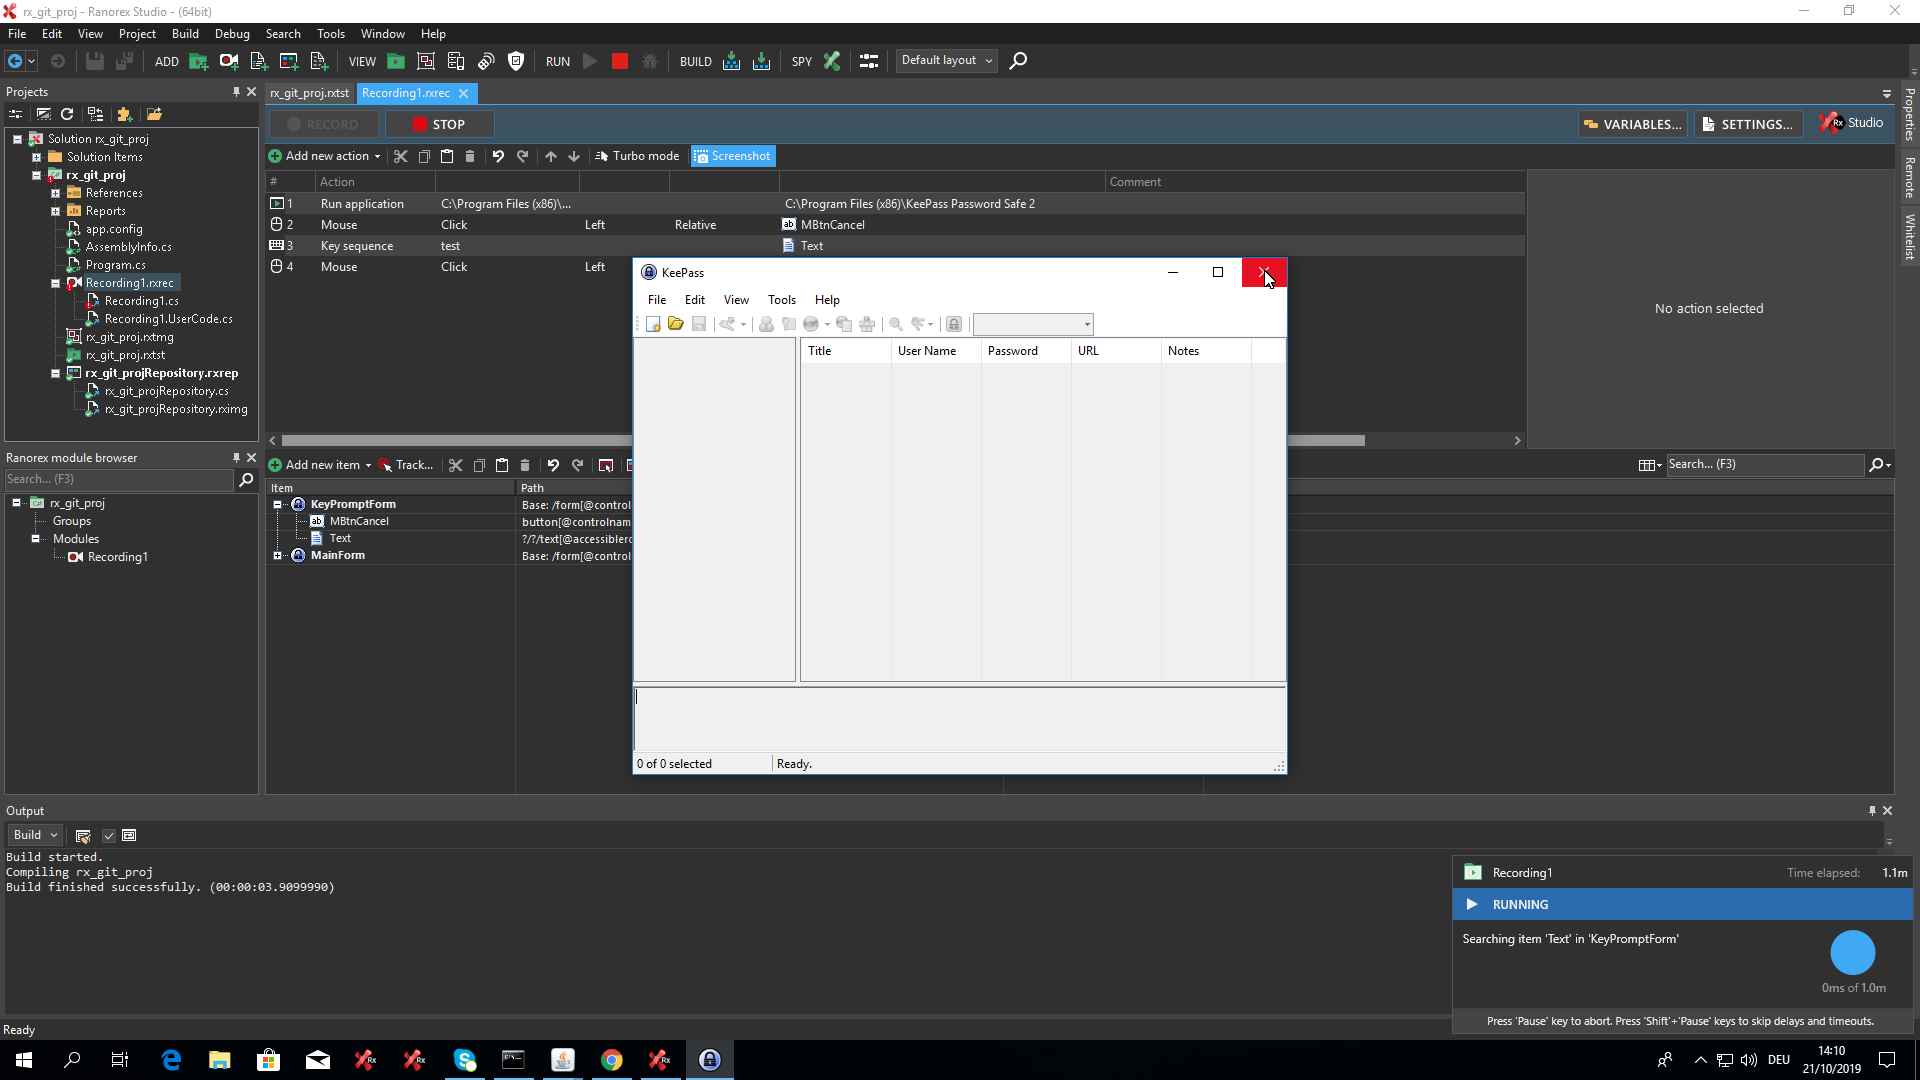 rx_git_proj - Ranorex Studio - (64bit)
File Edit View Project Build Debug Search Tools Window Help
ADD VIEW RUN BUILD SPY Default layout
Projects
rx_git_proj.rxtst Recording1.rxrec
RECORD STOP VARIABLES... SETTINGS... Rx Studio
Add new action Turbo mode Screenshot
# Action Comment
1 Run application C:\Program Files (x86)\... C:\Program Files (x86)\KeePass Password Safe 2
2 Mouse Click Left Relative MBtnCancel
3 Key sequence test Text
4 Mouse Click Left
No action selected
Solution rx_git_proj
Solution Items
rx_git_proj
References
Reports
app.config
AssemblyInfo.cs
Program.cs
Recording1.rxrec
Recording1.cs
Recording1.UserCode.cs
rx_git_proj.rxtmg
rx_git_proj.rxtst
rx_git_projRepository.rxrep
rx_git_projRepository.cs
rx_git_projRepository.rximg
Properties
Remote
Whitelist
KeePass
File Edit View Tools Help
Title User Name Password URL Notes
0 of 0 selected Ready.
Ranorex module browser
Search... (F3)
rx_git_proj
Groups
Modules
Recording1
Add new item Track... Search... (F3)
Item Path
KeyPromptForm Base: /form[@control
MBtnCancel button[@controlnam
Text ?/?/text[@accessiblero
MainForm Base: /form[@control
Output
Build
Build started.
Compiling rx_git_proj
Build finished successfully. (00:00:03.9099990)
Recording1 Time elapsed: 1.1m
RUNNING
Searching item 'Text' in 'KeyPromptForm'
0ms of 1.0m
Press 'Pause' key to abort. Press 'Shift'+'Pause' keys to skip delays and timeouts.
Ready
DEU
14:10
21/10/2019